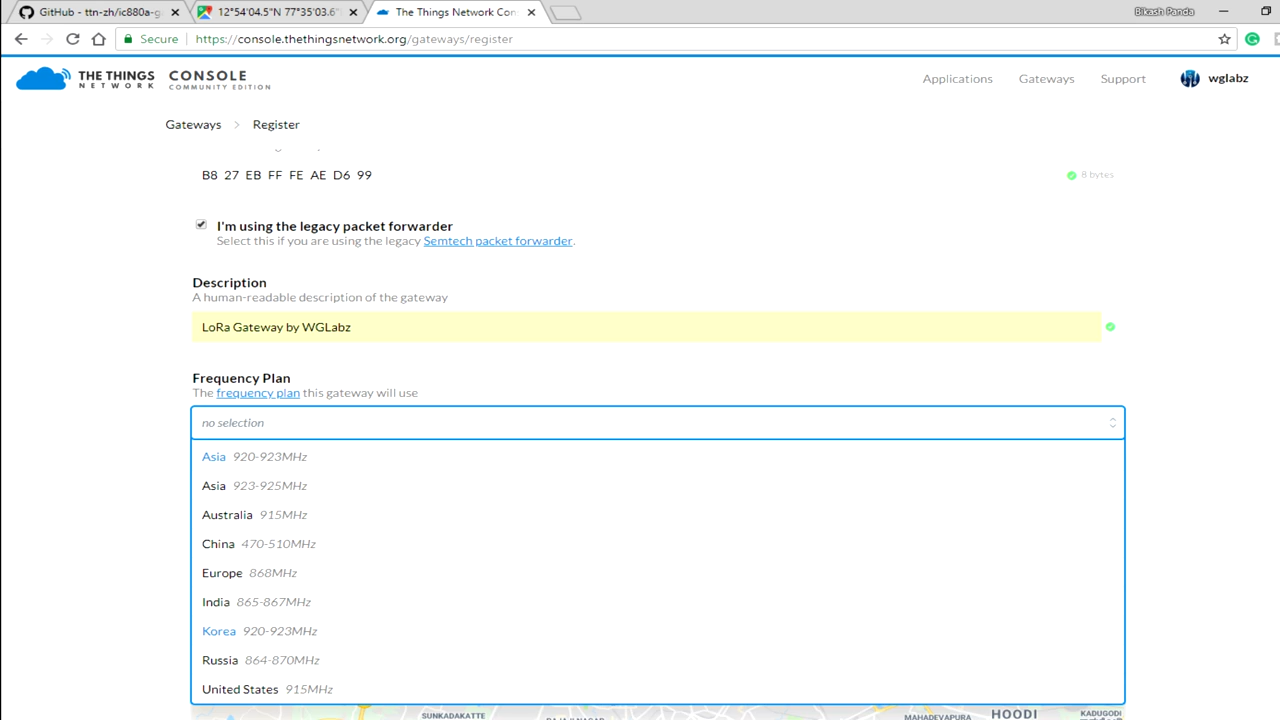 GitHub - ttn-zh/ic880a-g
12°54'04.5"N 77°35'03.6"
The Things Network Con
Bikash Panda
Secure
https://console.thethingsnetwork.org/gateways/register
THE THINGS
NETWORK
CONSOLE
COMMUNITY EDITION
Applications
Gateways
Support
wglabz
Gateways
Register
B8 27 EB FF FE AE D6 99
8 bytes
I'm using the legacy packet forwarder
Select this if you are using the legacy Semtech packet forwarder.
Description
A human-readable description of the gateway
LoRa Gateway by WGLabz
Frequency Plan
The frequency plan this gateway will use
no selection
Asia 920-923MHz
Asia 923-925MHz
Australia 915MHz
China 470-510MHz
Europe 868MHz
India 865-867MHz
Korea 920-923MHz
Russia 864-870MHz
United States 915MHz
SUNKADAKATTE
MAHADEVAPURA
HOODI
KADUGODI